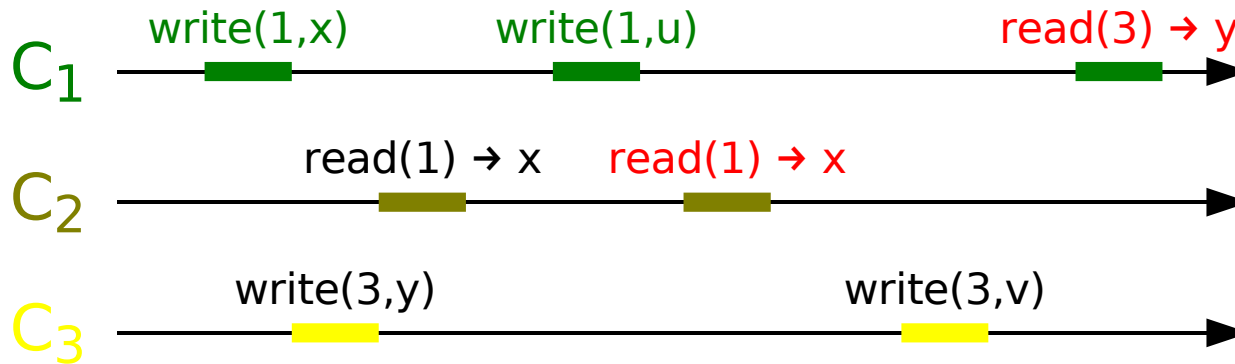 write(1,x) write(1,u) read(3) → y
C1
read(1) → x read(1) → x
C2
write(3,y) write(3,v)
C3